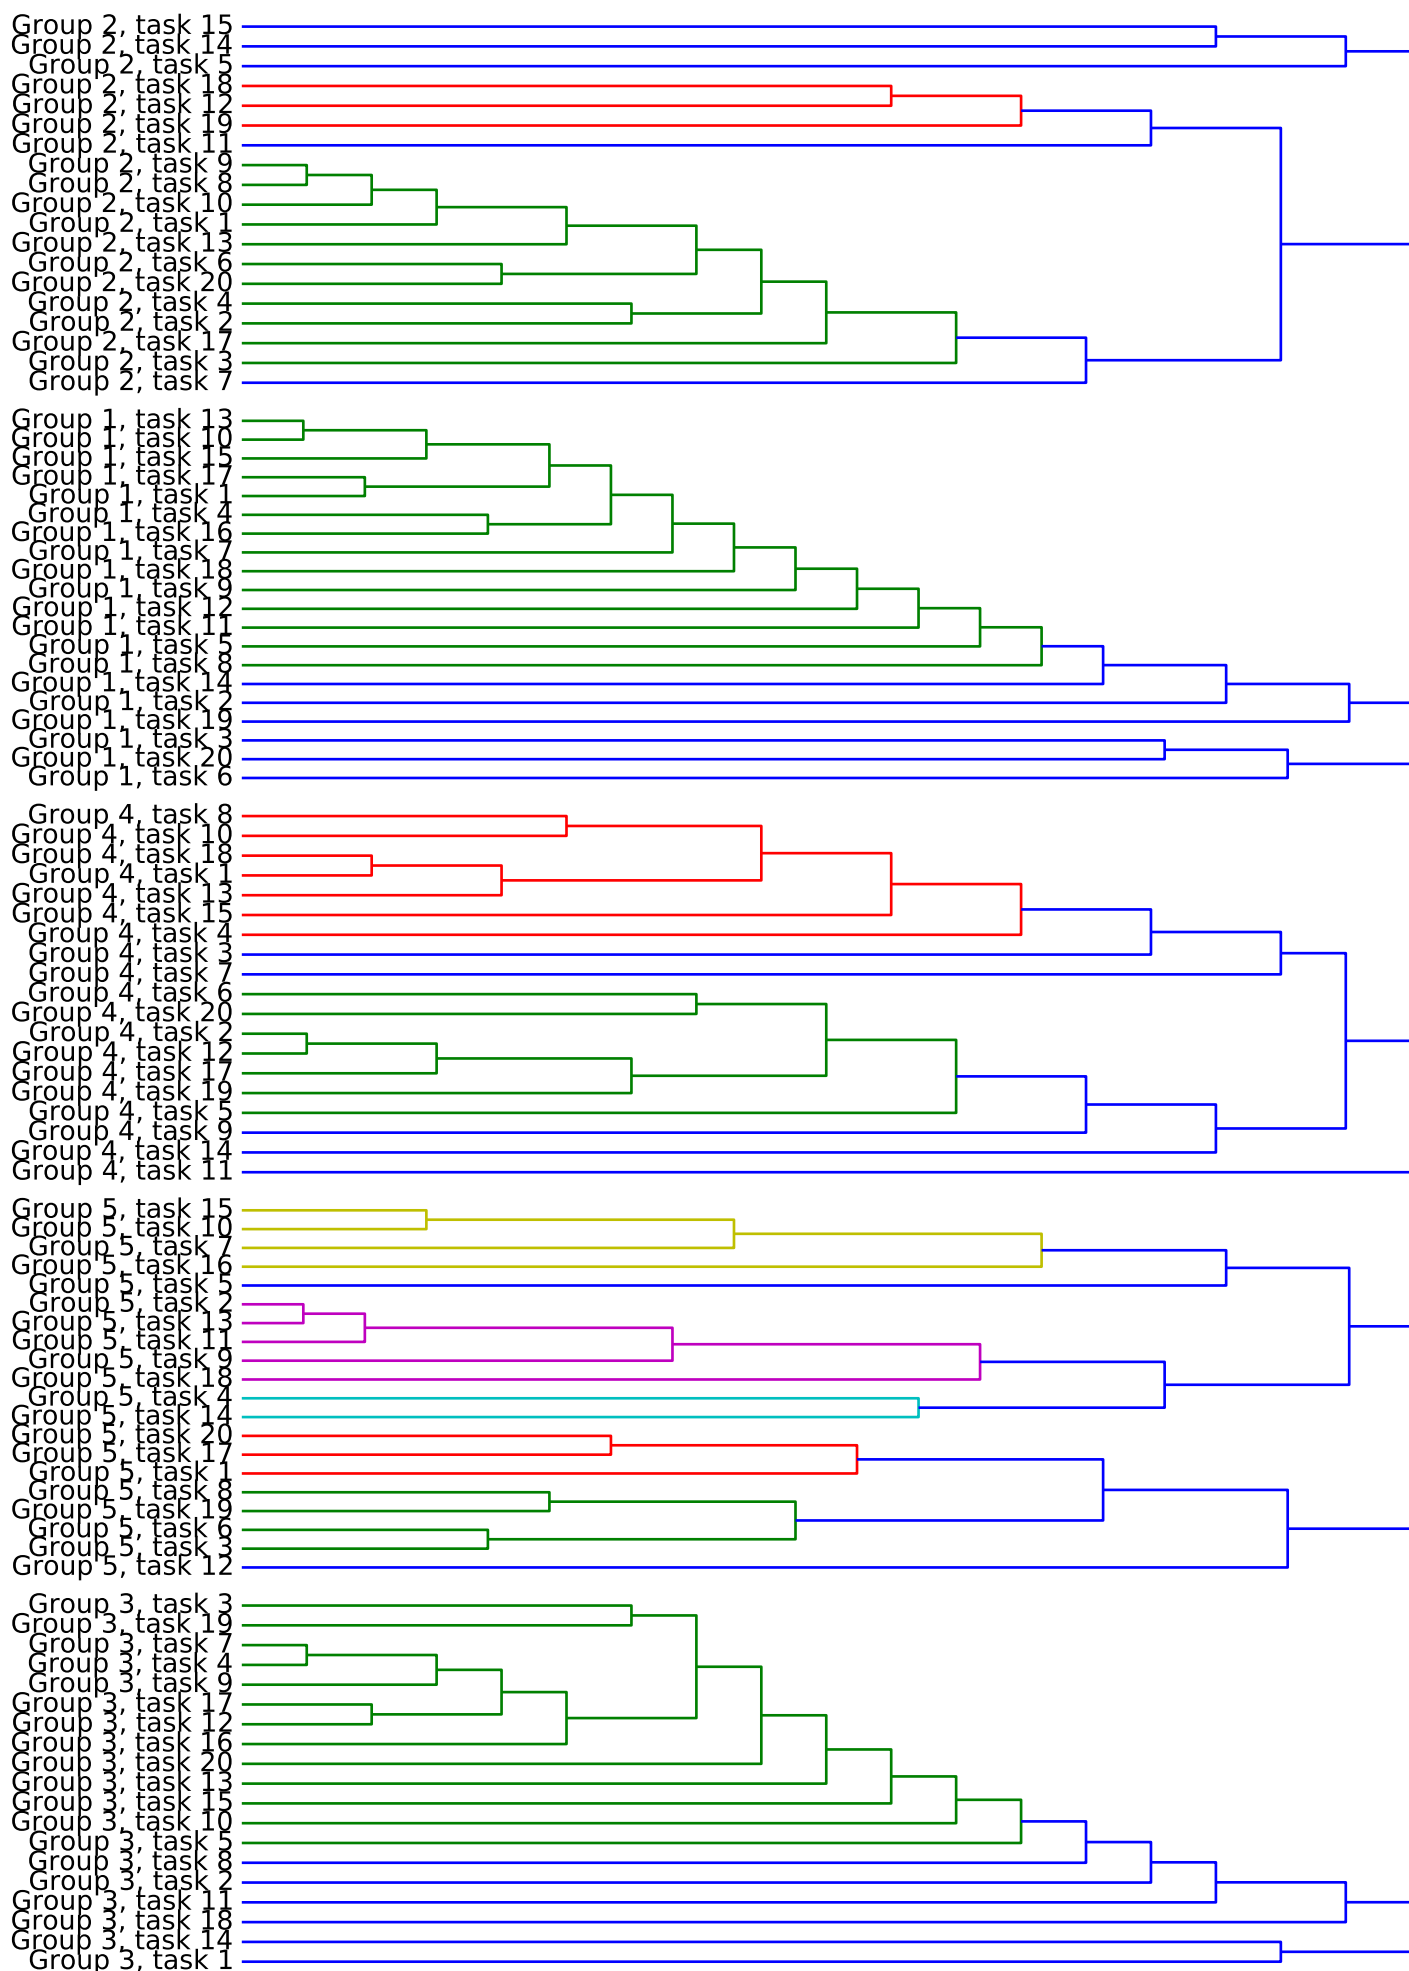 Group 2, task 15
Group 2, task 14
Group 2, task 5
Group 2, task 18
Group 2, task 12
Group 2, task 19
Group 2, task 11
Group 2, task 9
Group 2, task 8
Group 2, task 10
Group 2, task 1
Group 2, task 13
Group 2, task 6
Group 2, task 20
Group 2, task 4
Group 2, task 2
Group 2, task 17
Group 2, task 3
Group 2, task 7
Group 1, task 13
Group 1, task 10
Group 1, task 15
Group 1, task 17
Group 1, task 1
Group 1, task 4
Group 1, task 16
Group 1, task 7
Group 1, task 18
Group 1, task 9
Group 1, task 12
Group 1, task 11
Group 1, task 5
Group 1, task 8
Group 1, task 14
Group 1, task 2
Group 1, task 19
Group 1, task 3
Group 1, task 20
Group 1, task 6
Group 4, task 8
Group 4, task 10
Group 4, task 18
Group 4, task 1
Group 4, task 13
Group 4, task 15
Group 4, task 4
Group 4, task 3
Group 4, task 7
Group 4, task 6
Group 4, task 20
Group 4, task 2
Group 4, task 12
Group 4, task 17
Group 4, task 19
Group 4, task 5
Group 4, task 9
Group 4, task 14
Group 4, task 11
Group 5, task 15
Group 5, task 10
Group 5, task 7
Group 5, task 16
Group 5, task 5
Group 5, task 2
Group 5, task 13
Group 5, task 11
Group 5, task 9
Group 5, task 18
Group 5, task 4
Group 5, task 14
Group 5, task 20
Group 5, task 17
Group 5, task 1
Group 5, task 8
Group 5, task 19
Group 5, task 6
Group 5, task 3
Group 5, task 12
Group 3, task 3
Group 3, task 19
Group 3, task 7
Group 3, task 4
Group 3, task 9
Group 3, task 17
Group 3, task 12
Group 3, task 16
Group 3, task 20
Group 3, task 13
Group 3, task 15
Group 3, task 10
Group 3, task 5
Group 3, task 8
Group 3, task 2
Group 3, task 11
Group 3, task 18
Group 3, task 14
Group 3, task 1